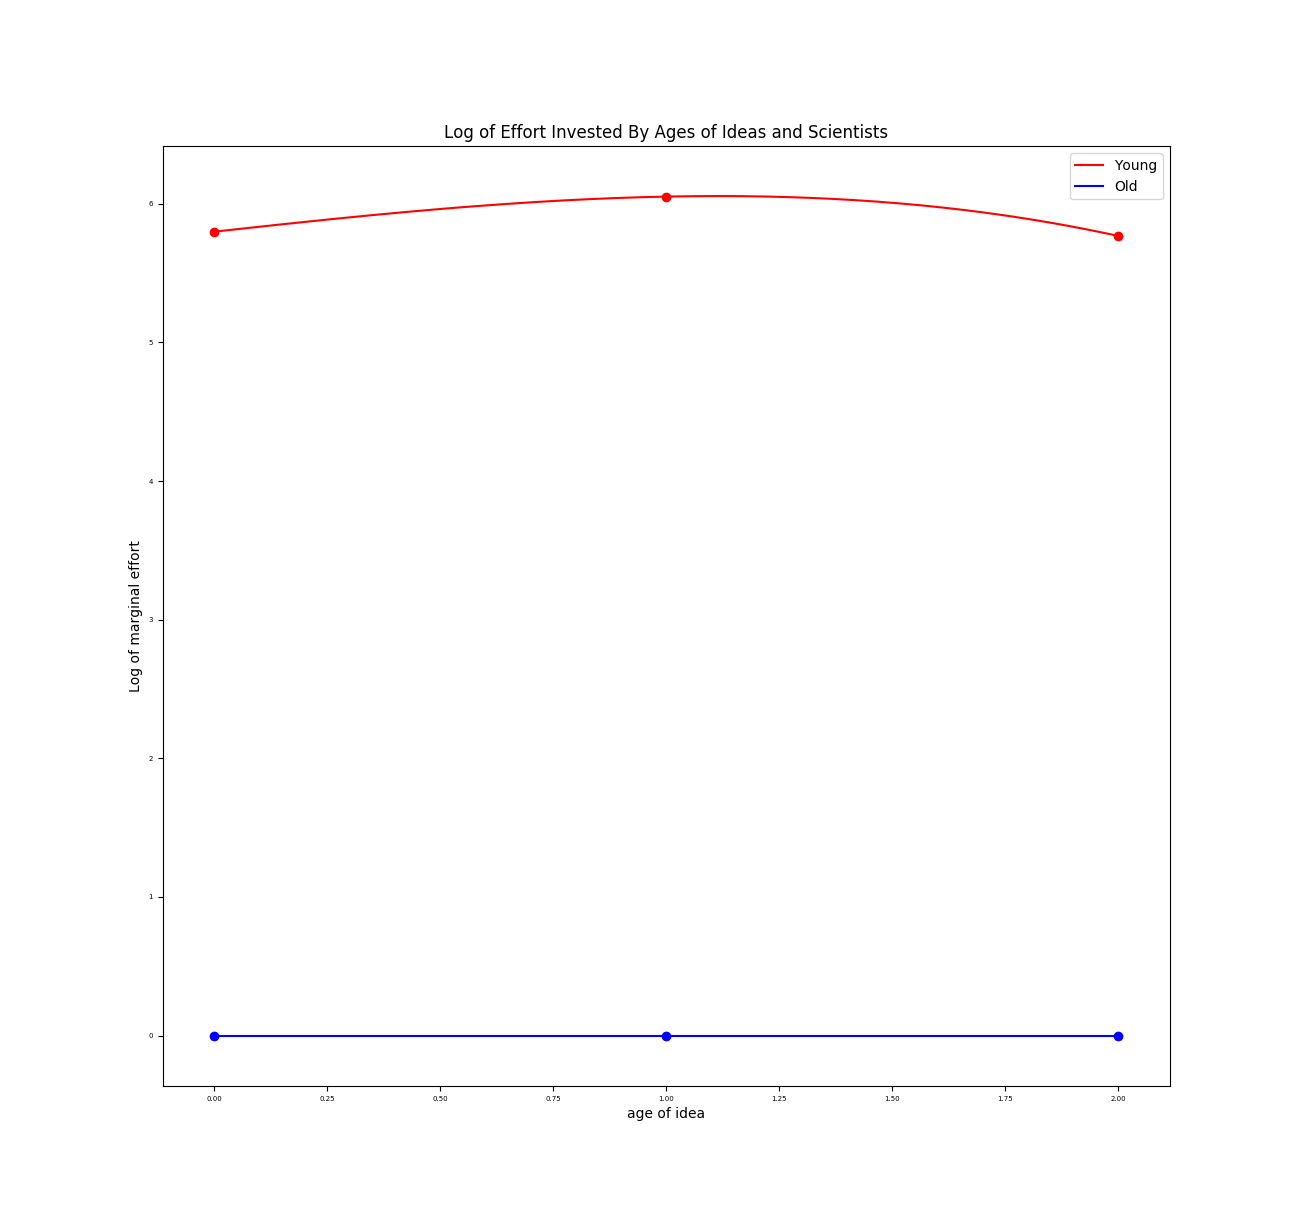 Log of Effort Invested By Ages of Ideas and Scientists
Young
Old
6
5
4
3
2
1
0
Log of marginal effort
0.00 0.25 0.50 0.75 1.00 1.25 1.50 1.75 2.00
age of idea